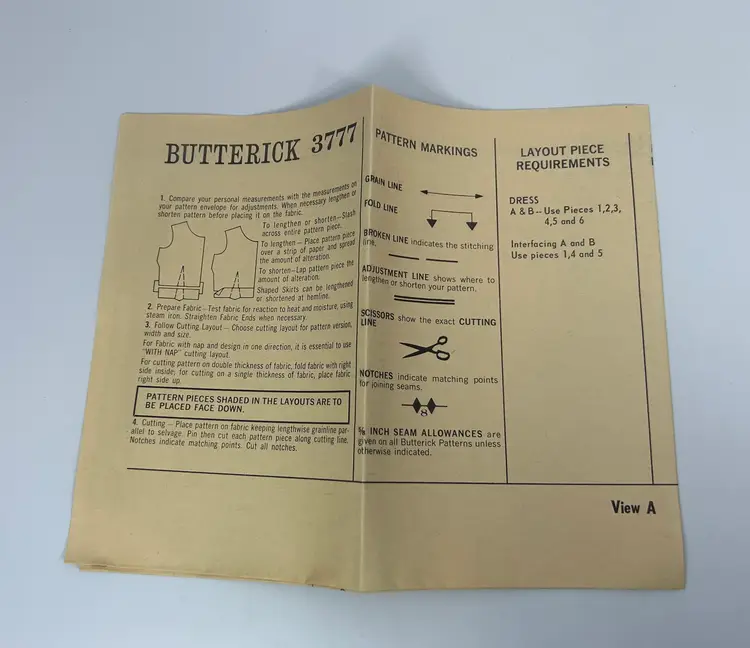 BUTTERICK 3777
1. Compare your personal measurements with the measurements on
your pattern envelope for adjustments. When necessary lengthen or
shorten pattern before placing it on the fabric.
To lengthen or shorten—Slash
across entire pattern piece.
To lengthen — Place pattern piece
over a strip of paper and spread
the amount of alteration.
To shorten—Lap pattern piece the
amount of alteration.
Shaped Skirts can be lengthened
or shortened at hemline.
2. Prepare Fabric — Test fabric for reaction to heat and moisture, using
steam iron. Straighten Fabric Ends when necessary.
3. Follow Cutting Layout — Choose cutting layout for pattern version,
width and size.
For Fabric with nap and design in one direction, it is essential to use
"WITH NAP" cutting layout.
For cutting pattern on double thickness of fabric, fold fabric with right
side inside; for cutting on a single thickness of fabric, place fabric
right side up.
PATTERN PIECES SHADED IN THE LAYOUTS ARE TO
BE PLACED FACE DOWN.
4. Cutting — Place pattern on fabric keeping lengthwise grainline par-
allel to selvage. Pin then cut each pattern piece along cutting line.
Notches indicate matching points. Cut all notches.
PATTERN MARKINGS
GRAIN LINE
FOLD LINE
BROKEN LINE indicates the stitching
line.
ADJUSTMENT LINE shows where to
lengthen or shorten your pattern.
SCISSORS show the exact CUTTING
LINE
NOTCHES indicate matching points
for joining seams.
8
⅝ INCH SEAM ALLOWANCES are
given on all Butterick Patterns unless
otherwise indicated.
LAYOUT PIECE
REQUIREMENTS
DRESS
A & B—Use Pieces 1,2,3,
4,5 and 6
Interfacing A and B
Use pieces 1,4 and 5
View A